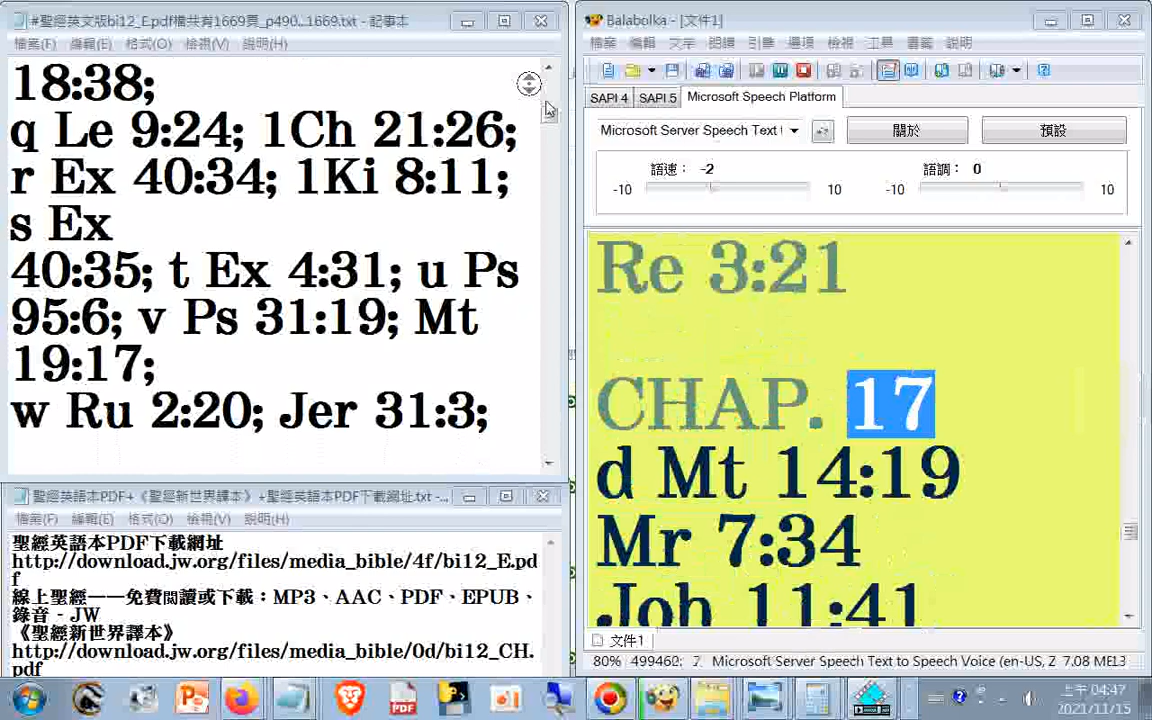 #聖經英文版bi12_E.pdf檔共有1669頁_p490...1669.txt - 記事本
檔案(F) 編輯(E) 格式(O) 檢視(V) 說明(H)
18:38;
q Le 9:24; 1Ch 21:26;
r Ex 40:34; 1Ki 8:11;
s Ex
40:35; t Ex 4:31; u Ps
95:6; v Ps 31:19; Mt
19:17;
w Ru 2:20; Jer 31:3;
聖經英語本PDF+《聖經新世界譯本》+聖經英語本PDF下載網址.txt -...
檔案(F) 編輯(E) 格式(O) 檢視(V) 說明(H)
聖經英語本PDF下載網址
http://download.jw.org/files/media_bible/4f/bi12_E.pd
f
線上聖經——免費閱讀或下載：MP3、AAC、PDF、EPUB、
錄音 - JW
《聖經新世界譯本》
http://download.jw.org/files/media_bible/0d/bi12_CH.
pdf
Balabolka - [文件1]
檔案 編輯 文字 朗讀 引擎 選項 檢視 工具 書籤 說明
SAPI 4 SAPI 5 Microsoft Speech Platform
Microsoft Server Speech Text 關於 預設
語速： -2 語調： 0
-10 10 -10 10
Re 3:21
CHAP. 17
d Mt 14:19
Mr 7:34
Joh 11:41
文件1
80% 499460: 7 Microsoft Server Speech Text to Speech Voice (en-US, Z 7.08 МБ
上午 04:47
2021/11/15